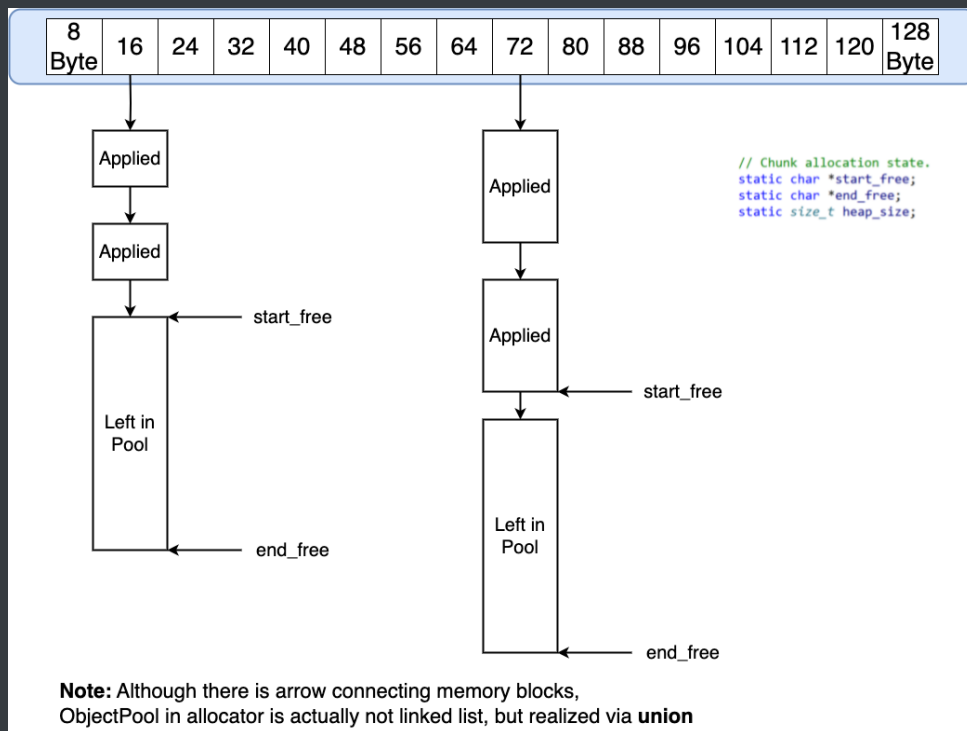 8
Byte
16
24
32
40
48
56
64
72
80
88
96
104
112
120
128
Byte
Applied
Applied
// Chunk allocation state.
static char *start_free;
static char *end_free;
static size_t heap_size;
Applied
start_free
Applied
start_free
Left in
Pool
Left in
Pool
end_free
end_free
Note: Although there is arrow connecting memory blocks,
ObjectPool in allocator is actually not linked list, but realized via union